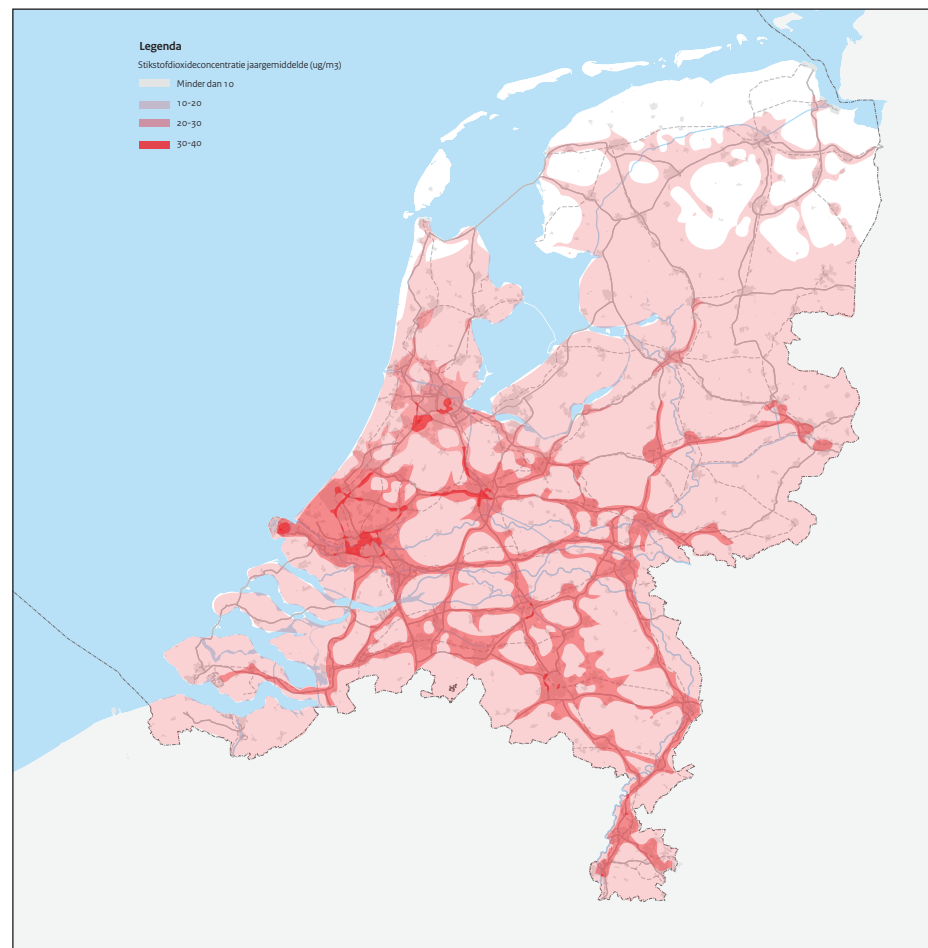 Legenda
Stikstofdioxideconcentratie jaargemiddelde (ug/m3)
Minder dan 10
10-20
20-30
30-40